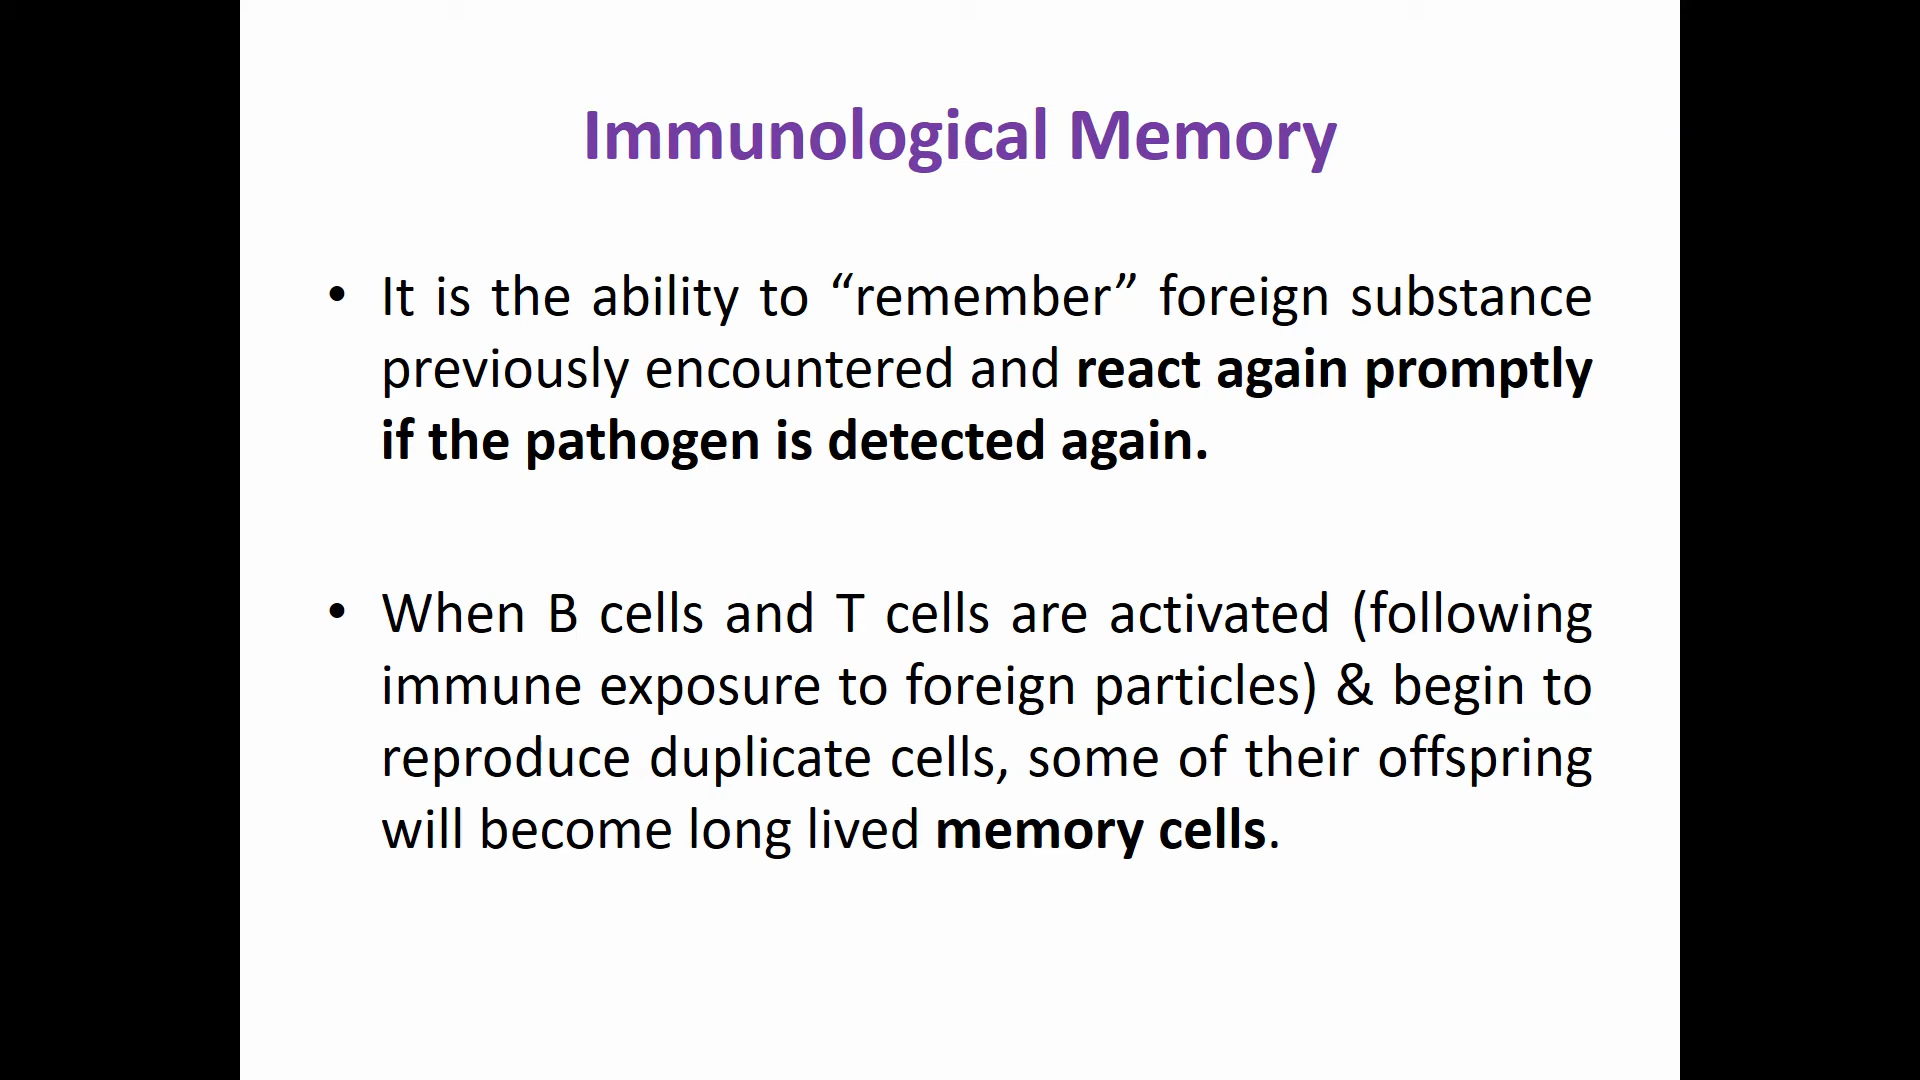 Immunological Memory
• It is the ability to “remember” foreign substance
previously encountered and react again promptly
if the pathogen is detected again.
• When B cells and T cells are activated (following
immune exposure to foreign particles) & begin to
reproduce duplicate cells, some of their offspring
will become long lived memory cells.